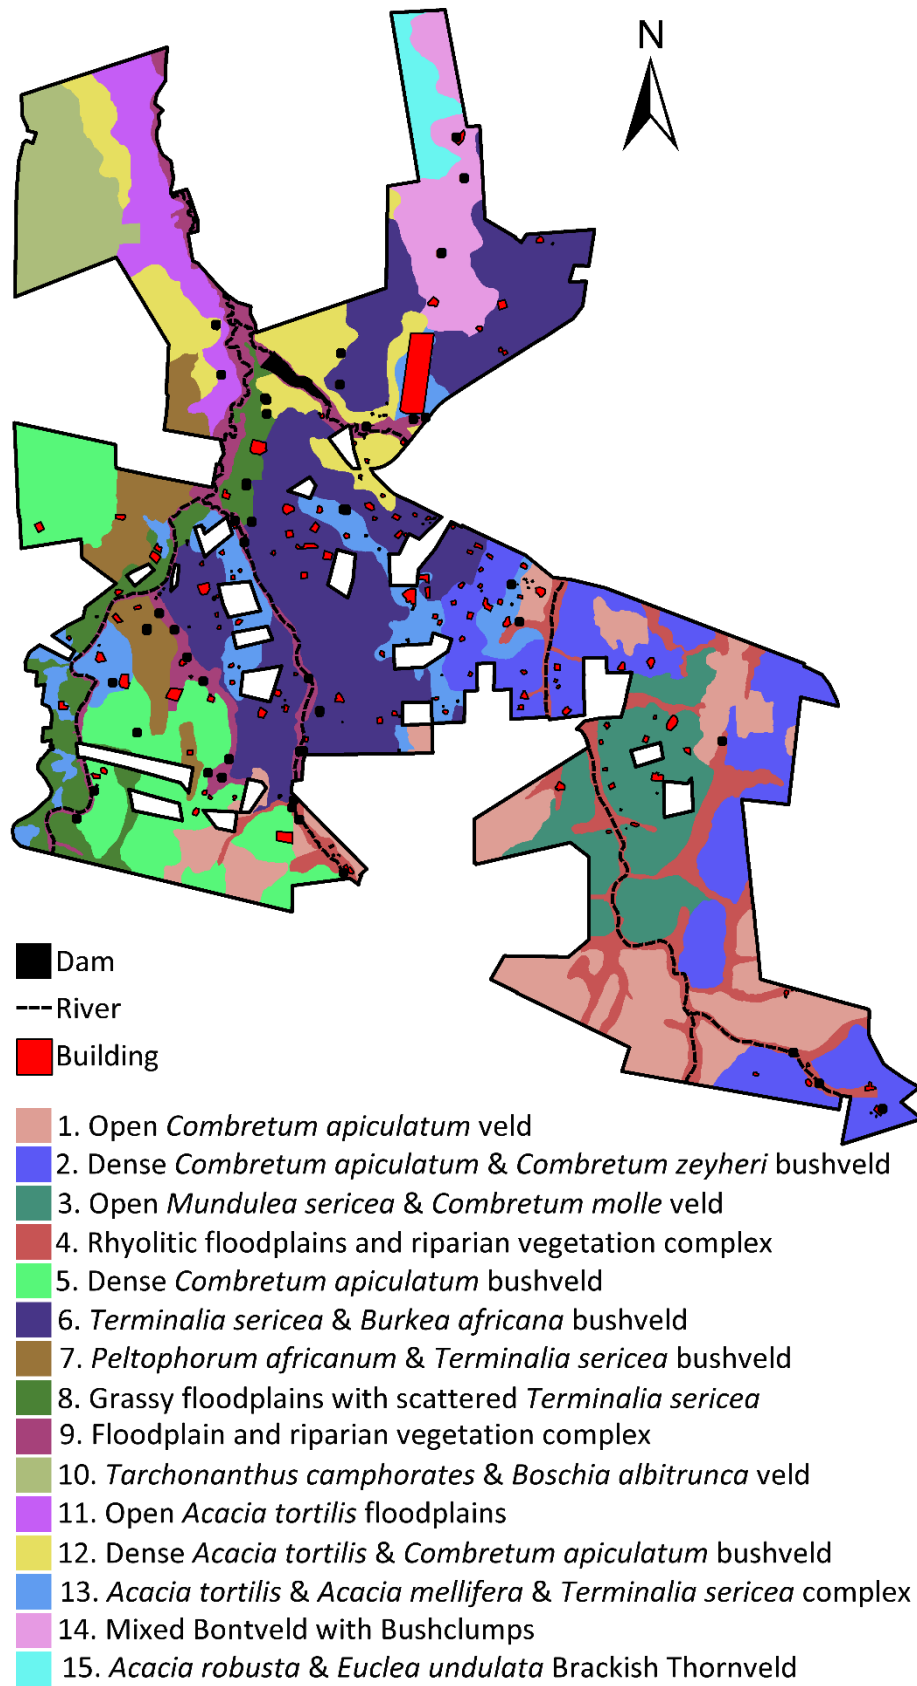 N
Dam
River
Building
1. Open Combretum apiculatum veld
2. Dense Combretum apiculatum & Combretum zeyheri bushveld
3. Open Mundulea sericea & Combretum molle veld
4. Rhyolitic floodplains and riparian vegetation complex
5. Dense Combretum apiculatum bushveld
6. Terminalia sericea & Burkea africana bushveld
7. Peltophorum africanum & Terminalia sericea bushveld
8. Grassy floodplains with scattered Terminalia sericea
9. Floodplain and riparian vegetation complex
10. Tarchonanthus camphorates & Boschia albitrunca veld
11. Open Acacia tortilis floodplains
12. Dense Acacia tortilis & Combretum apiculatum bushveld
13. Acacia tortilis & Acacia mellifera & Terminalia sericea complex
14. Mixed Bontveld with Bushclumps
15. Acacia robusta & Euclea undulata Brackish Thornveld